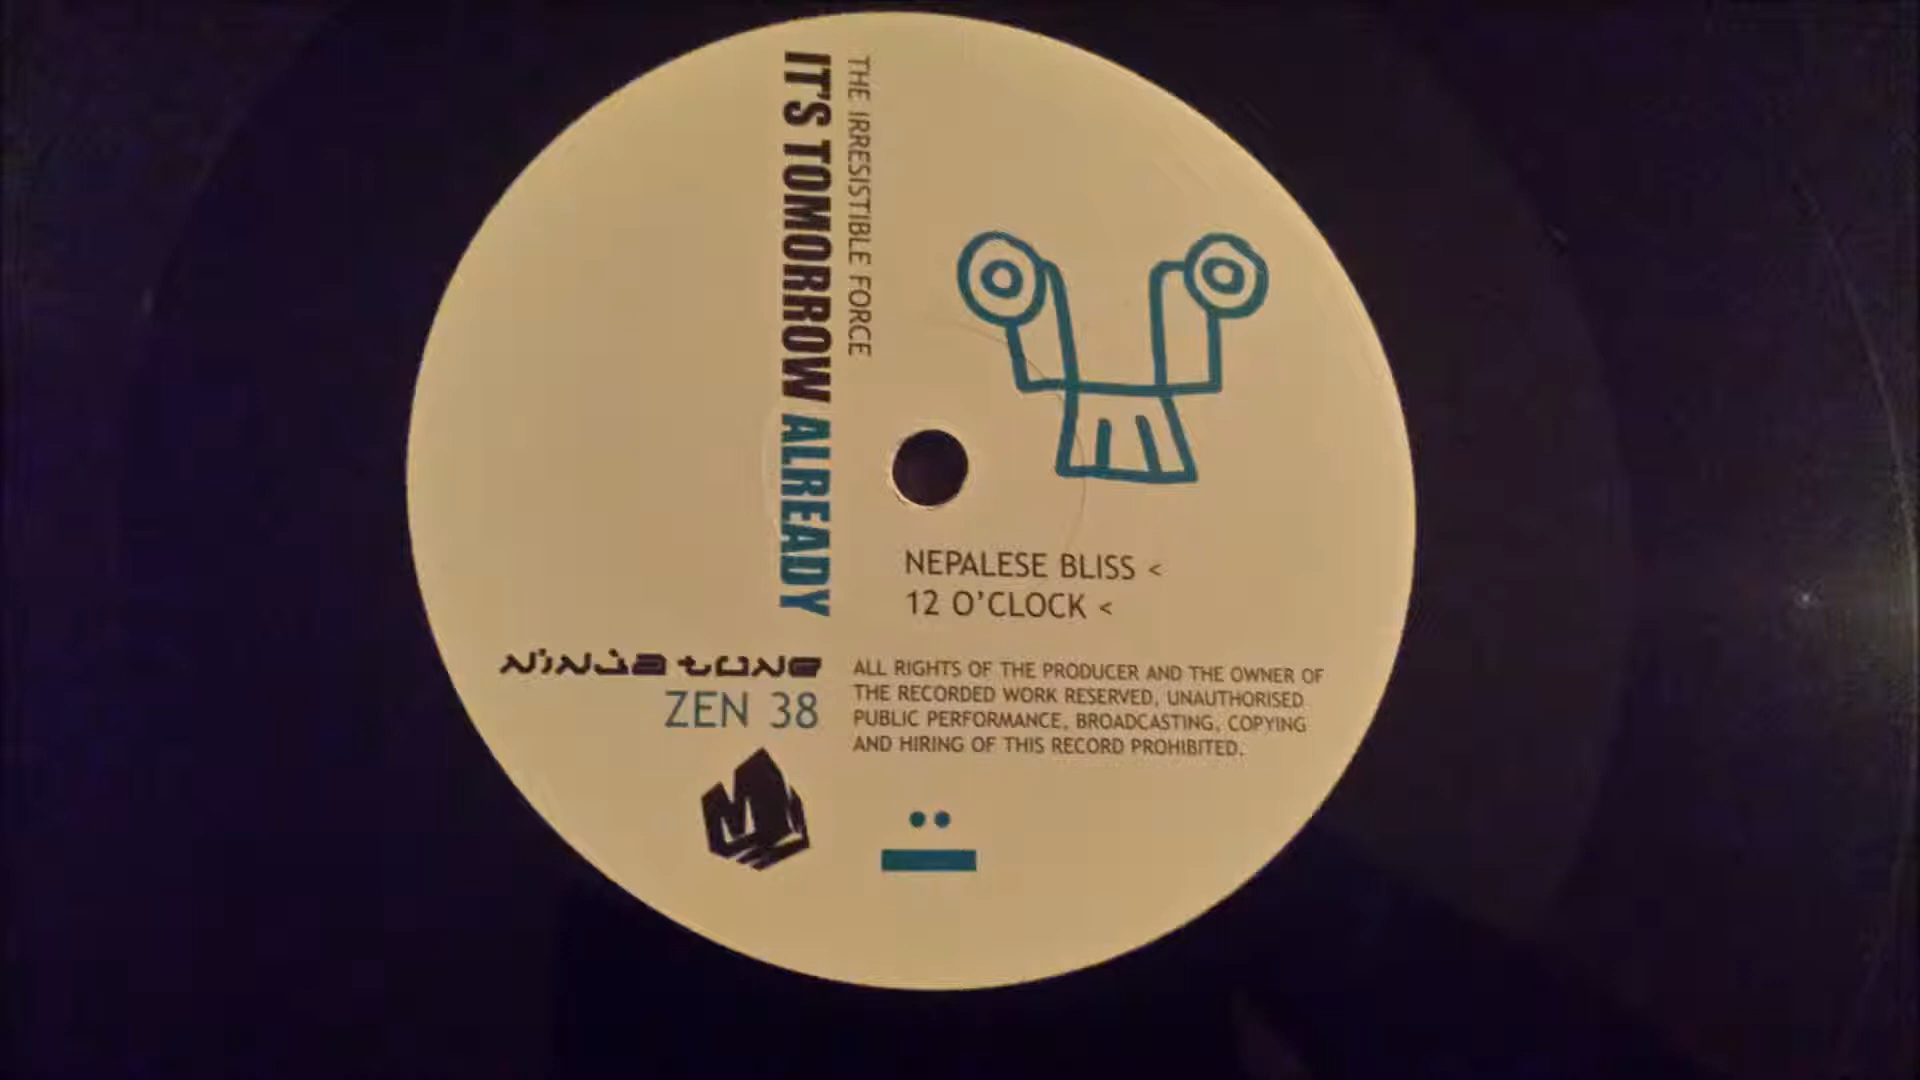 THE IRRESISTIBLE FORCE
IT'S TOMORROW ALREADY
NEPALESE BLISS <
12 O'CLOCK <
NINJA TUNE
ZEN 38
ALL RIGHTS OF THE PRODUCER AND THE OWNER OF
THE RECORDED WORK RESERVED, UNAUTHORISED
PUBLIC PERFORMANCE, BROADCASTING, COPYING
AND HIRING OF THIS RECORD PROHIBITED.